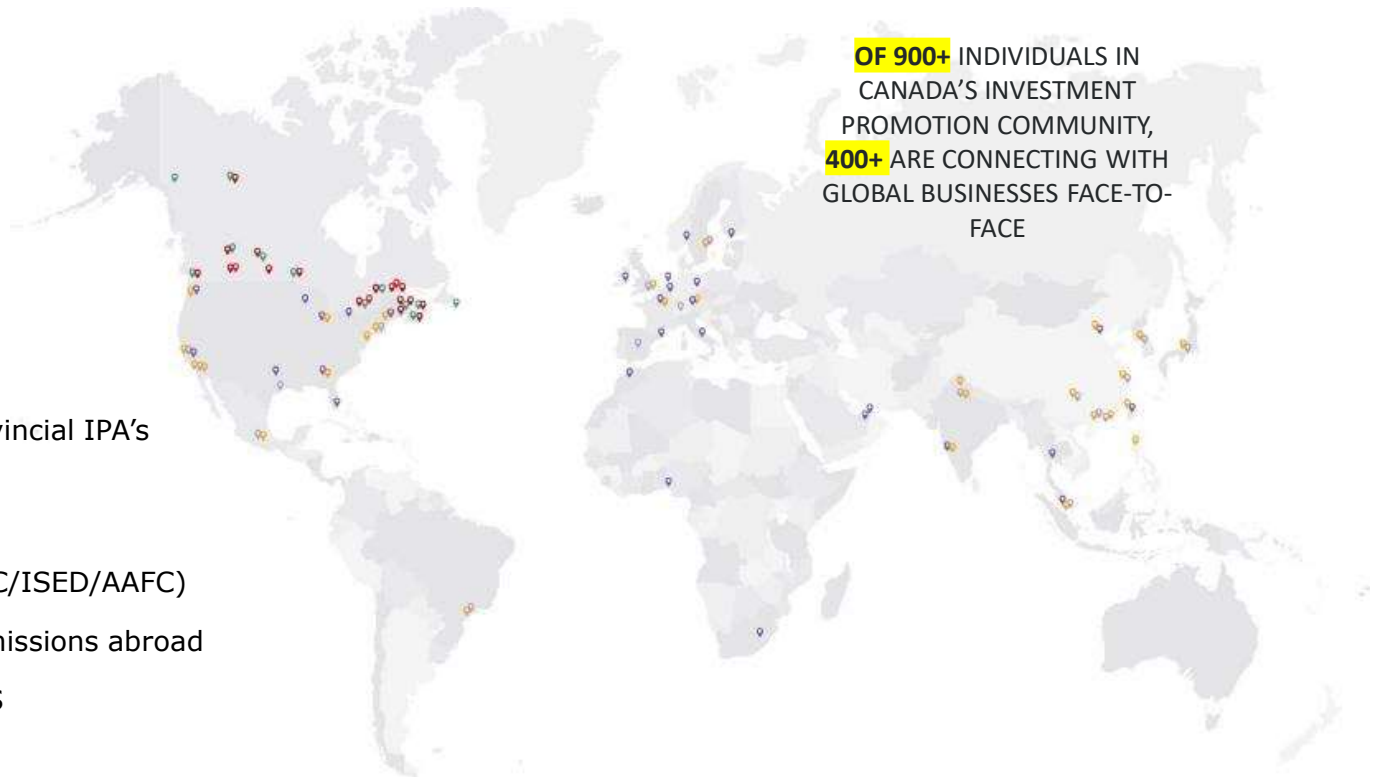 OF 900+ INDIVIDUALS IN
CANADA’S INVESTMENT
PROMOTION COMMUNITY,
400+ ARE CONNECTING WITH
GLOBAL BUSINESSES FACE-TO-
FACE
vincial IPA’s
C/ISED/AAFC)
missions abroad
S